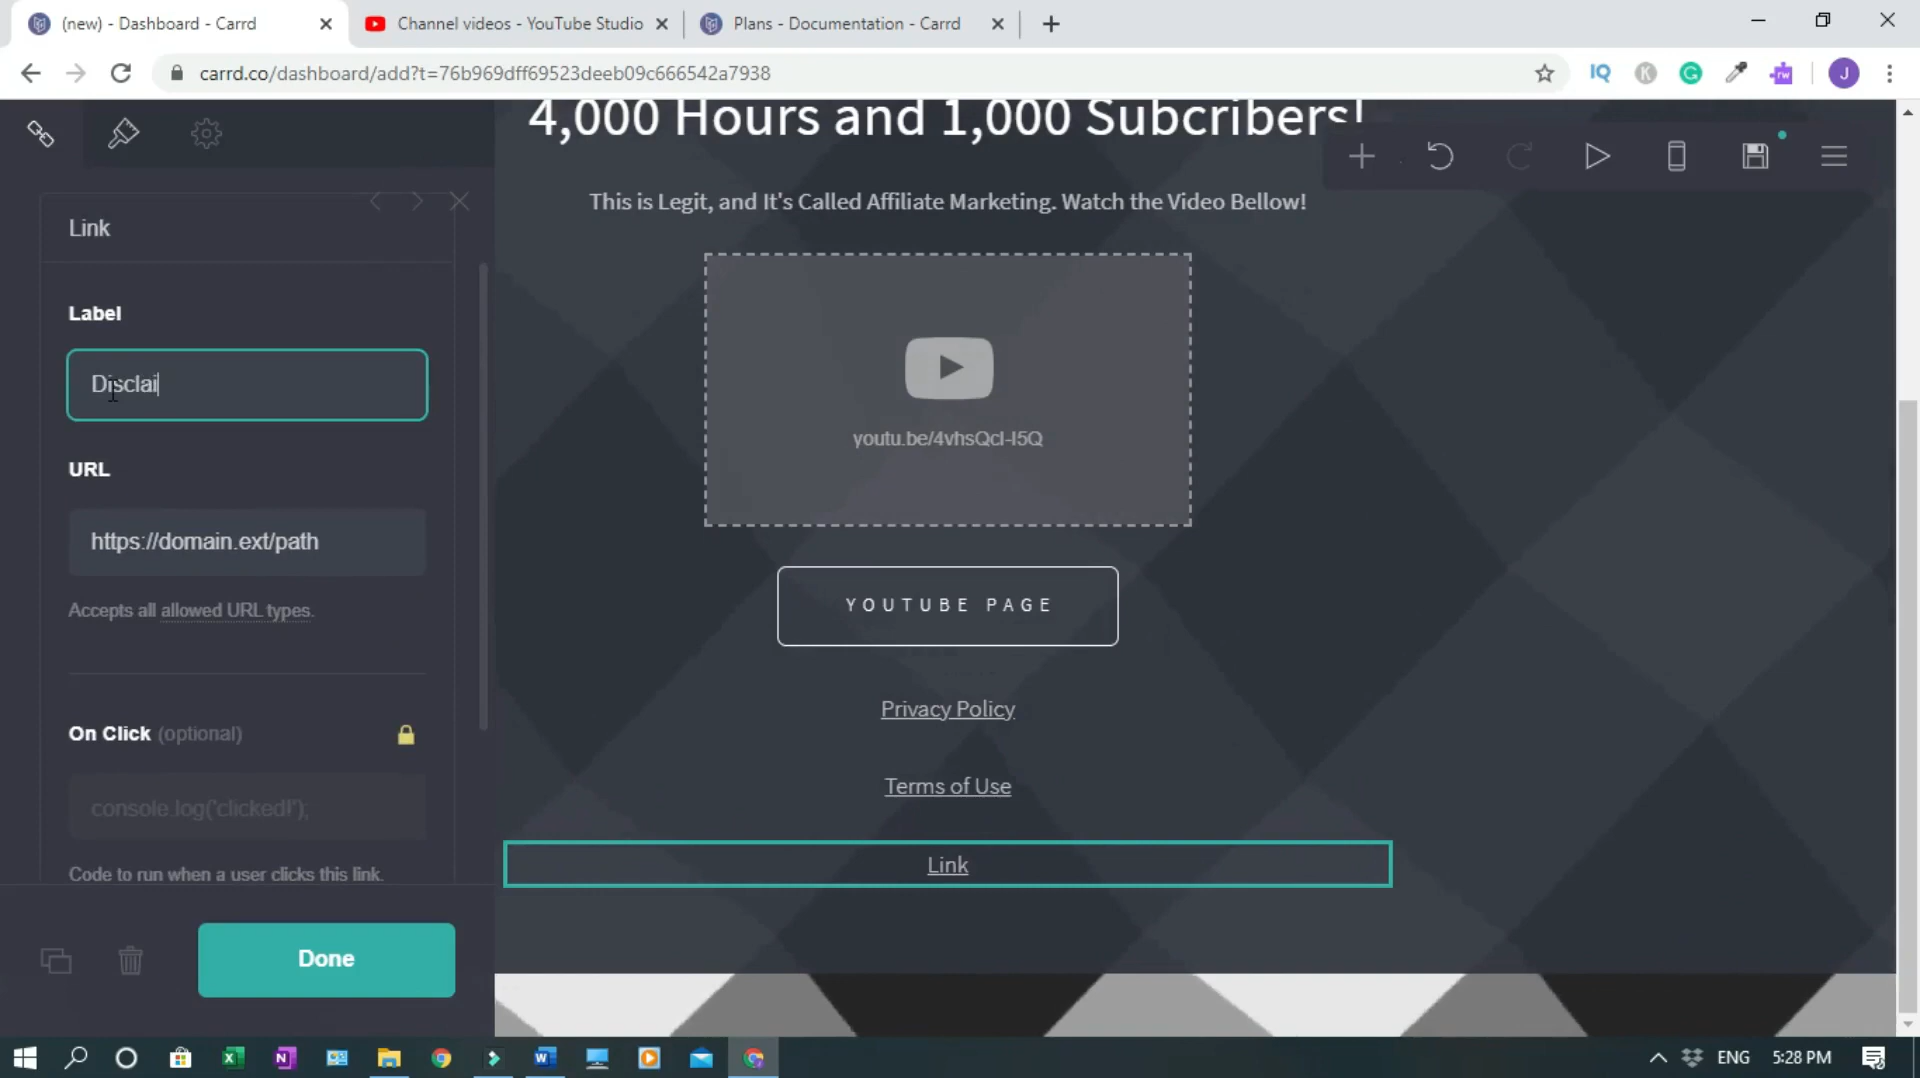 (new) - Dashboard - Carrd
Channel videos - YouTube Studio
Plans - Documentation - Carrd
carrd.co/dashboard/add?t=76b969dff69523deeb09c666542a7938
IQ
K
G
rw
J
4,000 Hours and 1,000 Subcribers!
This is Legit, and It's Called Affiliate Marketing. Watch the Video Bellow!
Link
Label
Disclai
URL
https://domain.ext/path
Accepts all allowed URL types.
On Click (optional)
console.log('clicked!');
Code to run when a user clicks this link.
Done
youtu.be/4vhsQcI-I5Q
YOUTUBE PAGE
Privacy Policy
Terms of Use
Link
ENG
5:28 PM